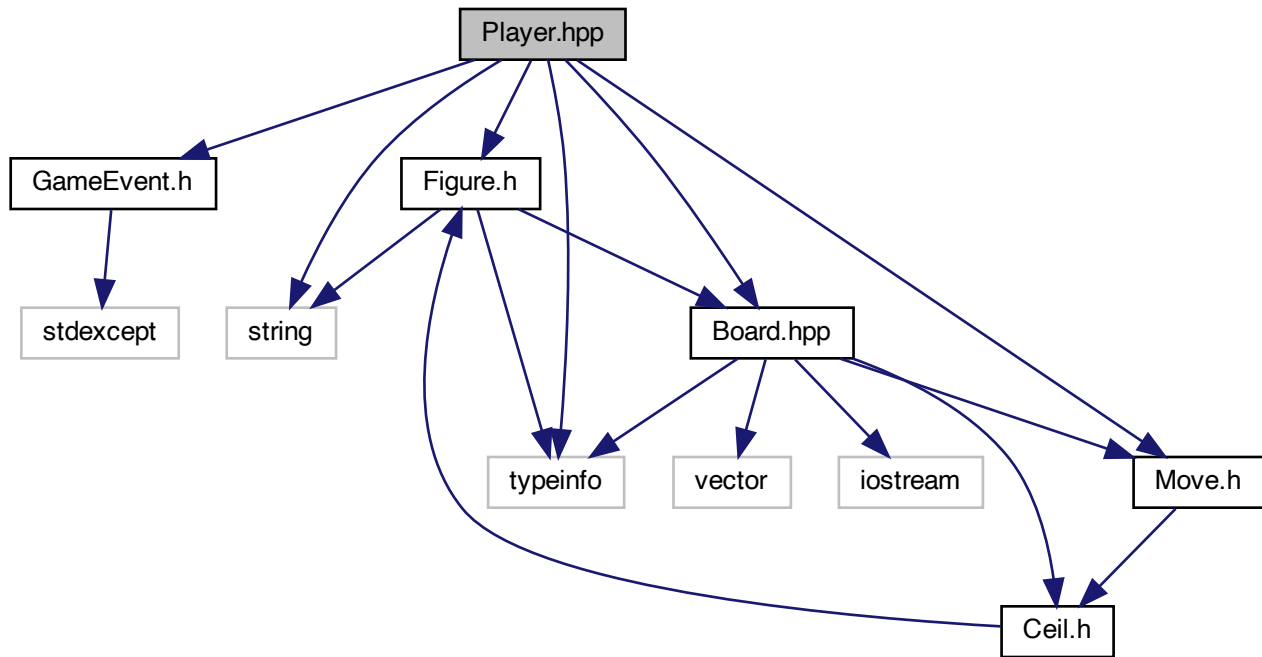 Player.hpp
GameEvent.h
Figure.h
stdexcept
string
Board.hpp
typeinfo
vector
iostream
Move.h
Ceil.h